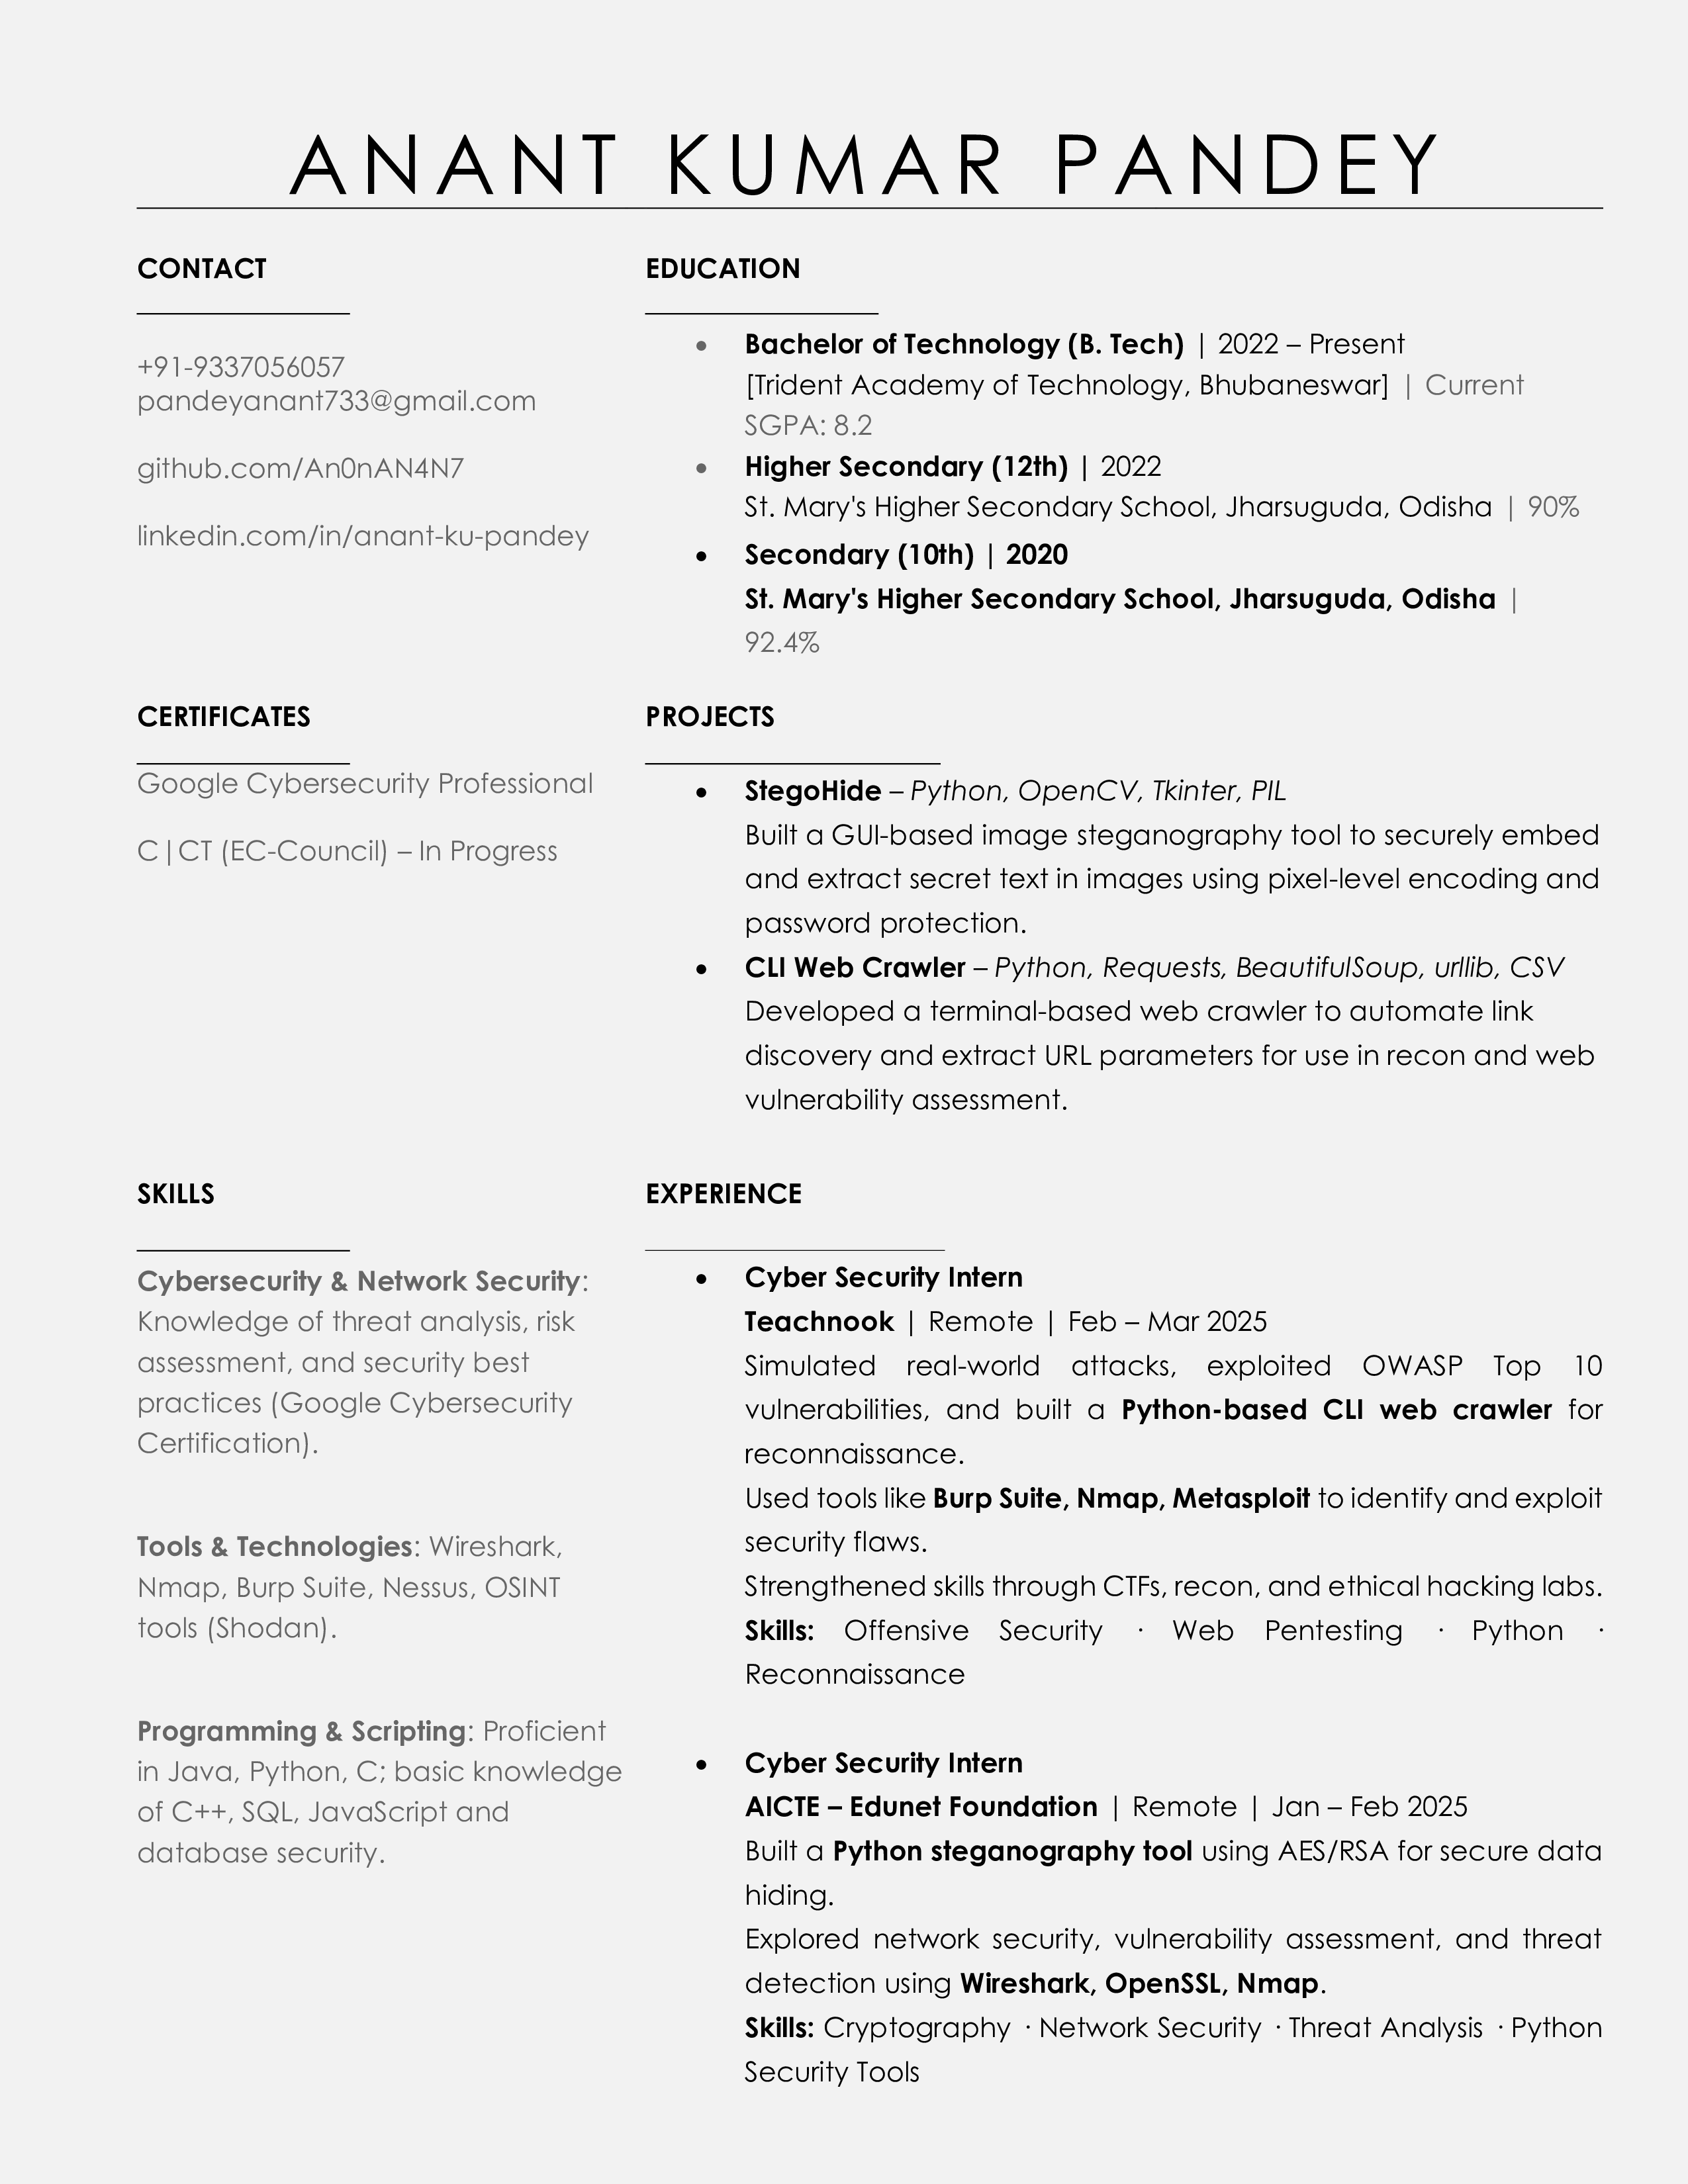 ANANT KUMAR PANDEY
CONTACT
+91-9337056057
pandeyanant733@gmail.com
github.com/An0nAN4N7
linkedin.com/in/anant-ku-pandey
EDUCATION
• Bachelor of Technology (B. Tech) | 2022 – Present
[Trident Academy of Technology, Bhubaneswar] | Current
SGPA: 8.2
• Higher Secondary (12th) | 2022
St. Mary's Higher Secondary School, Jharsuguda, Odisha | 90%
• Secondary (10th) | 2020
St. Mary's Higher Secondary School, Jharsuguda, Odisha |
92.4%
CERTIFICATES
Google Cybersecurity Professional
C|CT (EC-Council) – In Progress
PROJECTS
• StegoHide – Python, OpenCV, Tkinter, PIL
Built a GUI-based image steganography tool to securely embed
and extract secret text in images using pixel-level encoding and
password protection.
• CLI Web Crawler – Python, Requests, BeautifulSoup, urllib, CSV
Developed a terminal-based web crawler to automate link
discovery and extract URL parameters for use in recon and web
vulnerability assessment.
SKILLS
Cybersecurity & Network Security:
Knowledge of threat analysis, risk
assessment, and security best
practices (Google Cybersecurity
Certification).
Tools & Technologies: Wireshark,
Nmap, Burp Suite, Nessus, OSINT
tools (Shodan).
Programming & Scripting: Proficient
in Java, Python, C; basic knowledge
of C++, SQL, JavaScript and
database security.
EXPERIENCE
• Cyber Security Intern
Teachnook | Remote | Feb – Mar 2025
Simulated real-world attacks, exploited OWASP Top 10
vulnerabilities, and built a Python-based CLI web crawler for
reconnaissance.
Used tools like Burp Suite, Nmap, Metasploit to identify and exploit
security flaws.
Strengthened skills through CTFs, recon, and ethical hacking labs.
Skills: Offensive Security · Web Pentesting · Python ·
Reconnaissance
• Cyber Security Intern
AICTE – Edunet Foundation | Remote | Jan – Feb 2025
Built a Python steganography tool using AES/RSA for secure data
hiding.
Explored network security, vulnerability assessment, and threat
detection using Wireshark, OpenSSL, Nmap.
Skills: Cryptography · Network Security · Threat Analysis · Python
Security Tools